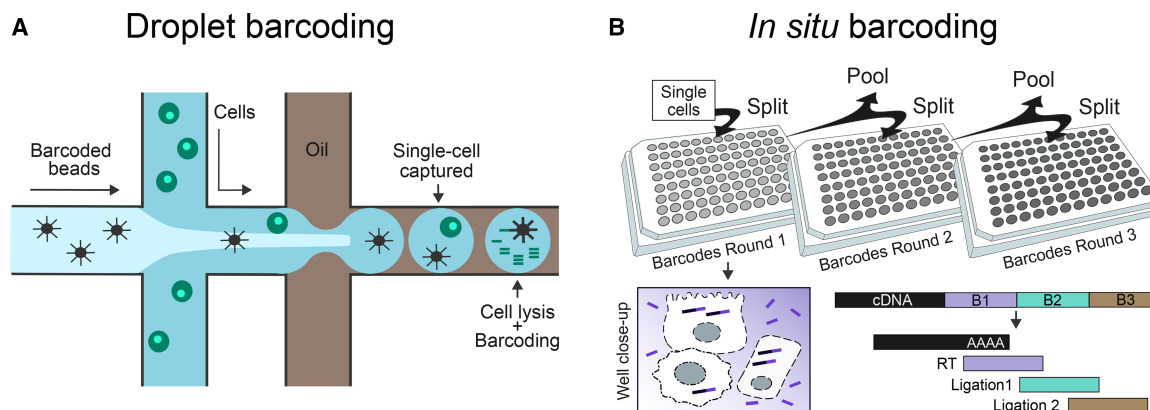 A
Droplet barcoding
Cells
Barcoded
beads
Oil
Single-cell
captured
Cell lysis
+
Barcoding
B
In situ barcoding
Single
cells
Split
Pool
Split
Pool
Split
Barcodes Round 1
Barcodes Round 2
Barcodes Round 3
Well close-up
cDNA
B1
B2
B3
AAAA
RT
Ligation1
Ligation 2